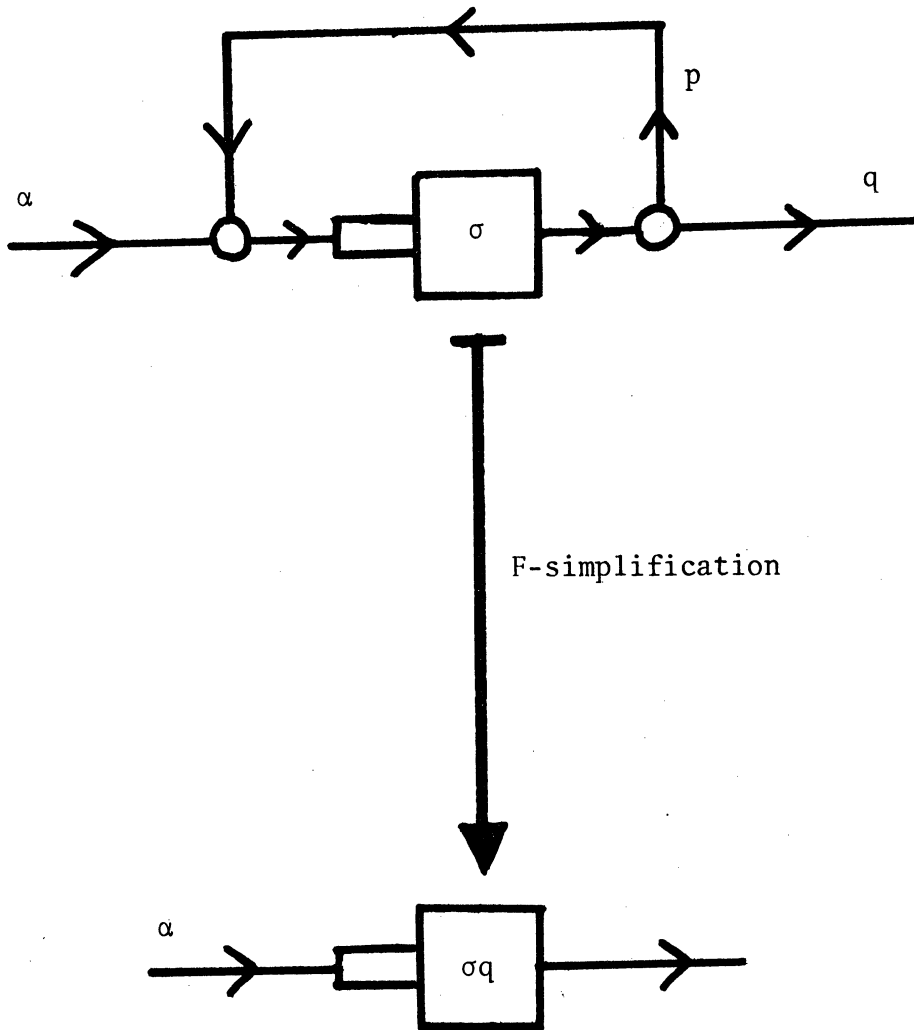 p
α
σ
q
F-simplification
α
σq